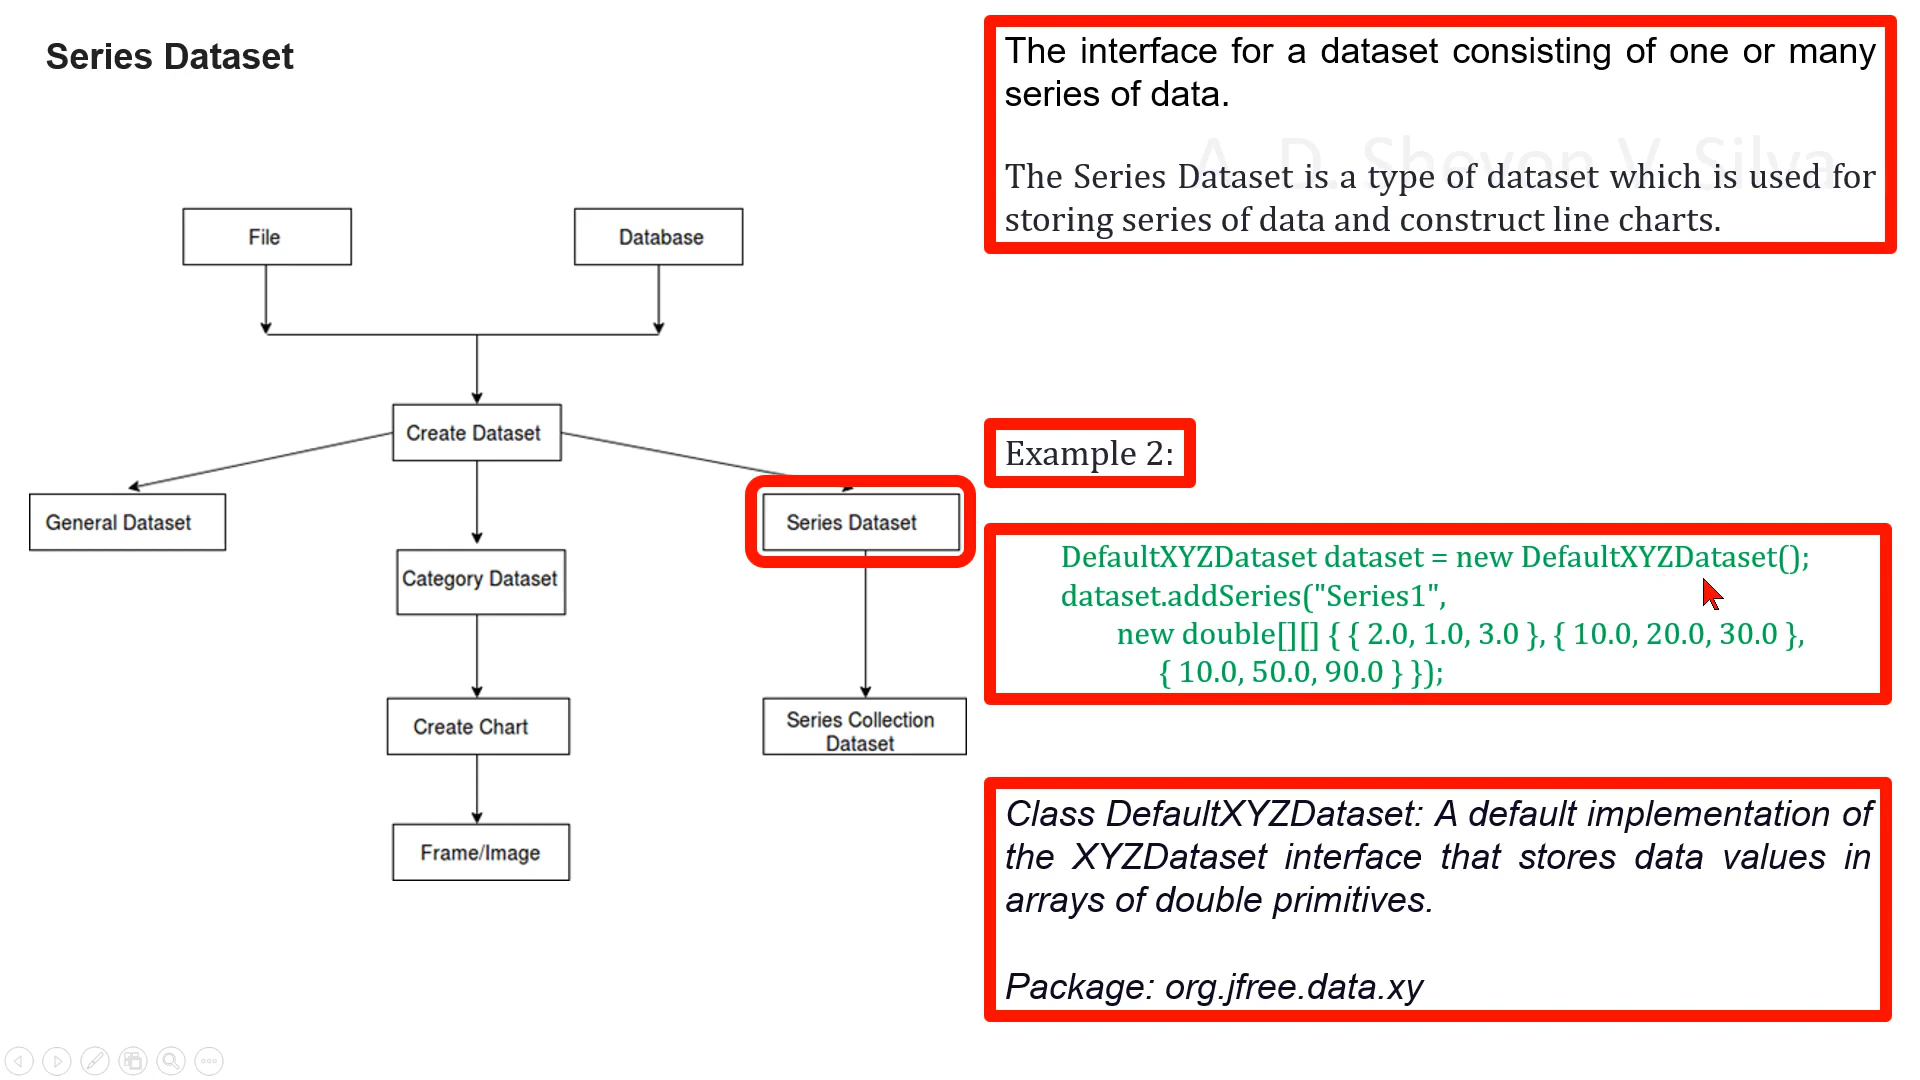 Series Dataset
The interface for a dataset consisting of one or many
series of data.
A. D. Shevon V. Silva
The Series Dataset is a type of dataset which is used for
storing series of data and construct line charts.
File
Database
Create Dataset
General Dataset
Category Dataset
Series Dataset
Create Chart
Series Collection
Dataset
Frame/Image
Example 2:
DefaultXYZDataset dataset = new DefaultXYZDataset();
dataset.addSeries("Series1",
new double[][] { { 2.0, 1.0, 3.0 }, { 10.0, 20.0, 30.0 },
{ 10.0, 50.0, 90.0 } });
Class DefaultXYZDataset: A default implementation of
the XYZDataset interface that stores data values in
arrays of double primitives.
Package: org.jfree.data.xy